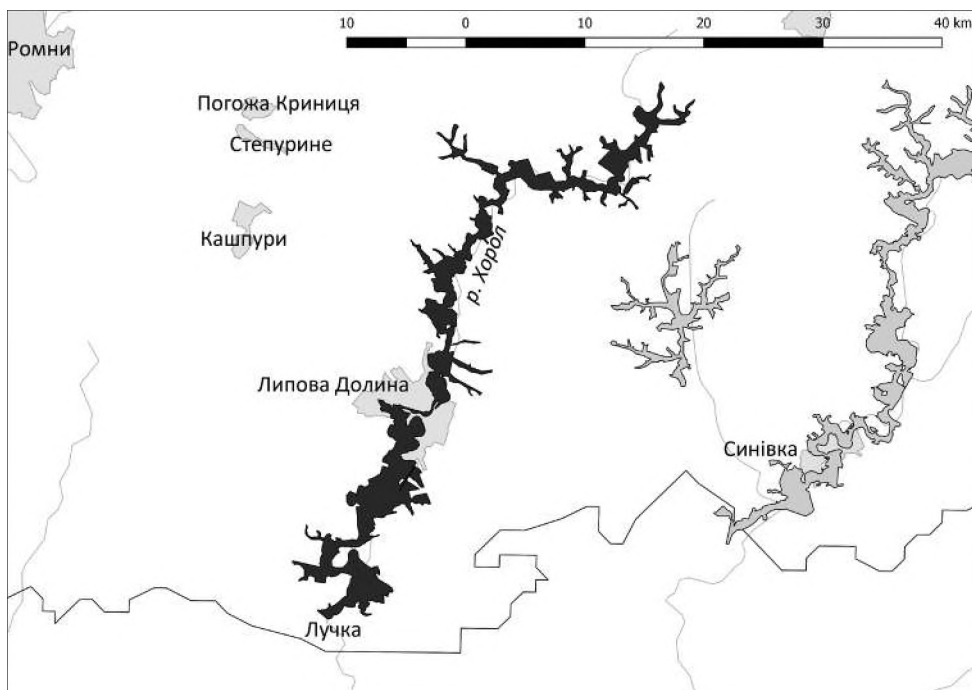 10 0 10 20 30 40 km
Ромни
Погожа Криниця
Степурине
Кашпури
р. Хорол
Липова Долина
Синівка
Лучка